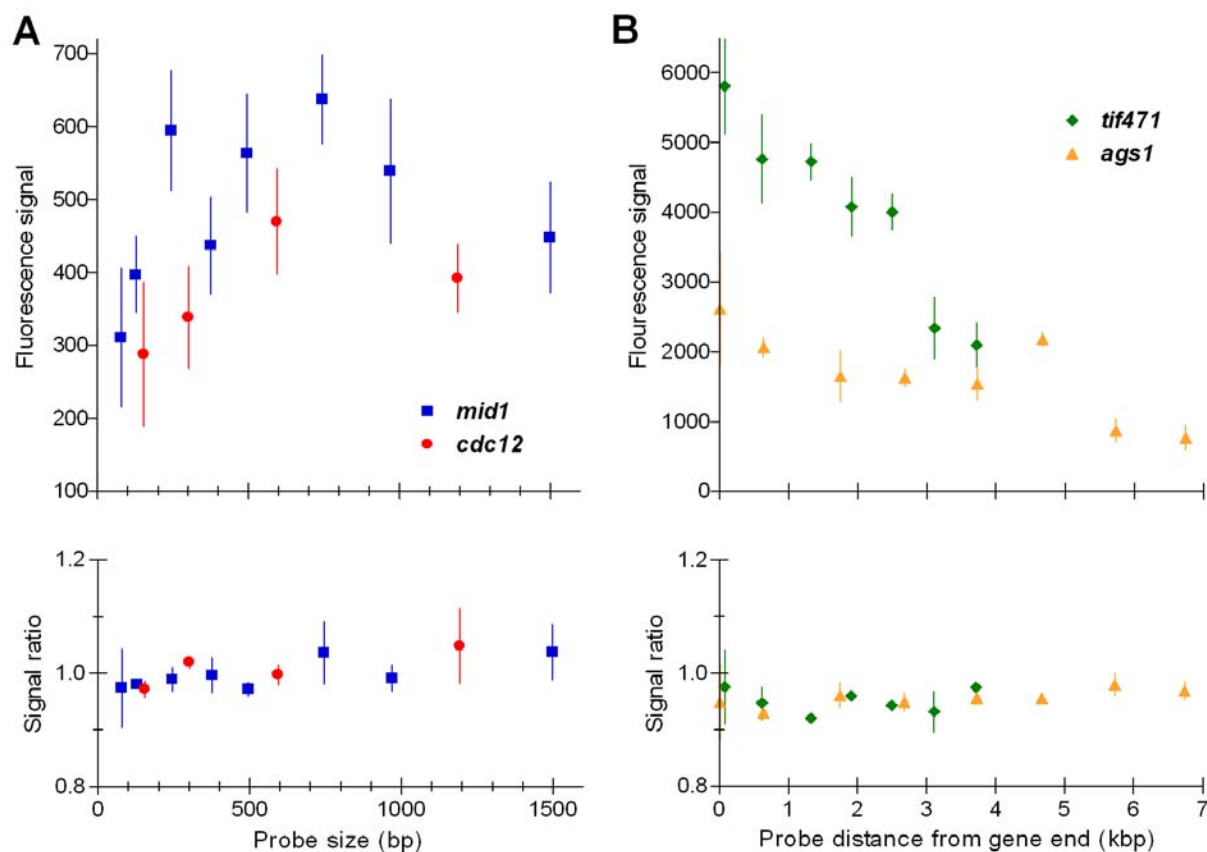 A
700
600
500
400
300
200
100
Fluorescence signal
mid1
cdc12
1.2
1.0
0.8
Signal ratio
0
500
1000
1500
Probe size (bp)
B
6000
5000
4000
3000
2000
1000
0
Flourescence signal
tif471
ags1
1.2
1.0
0.8
Signal ratio
0 1 2 3 4 5 6 7
Probe distance from gene end (kbp)